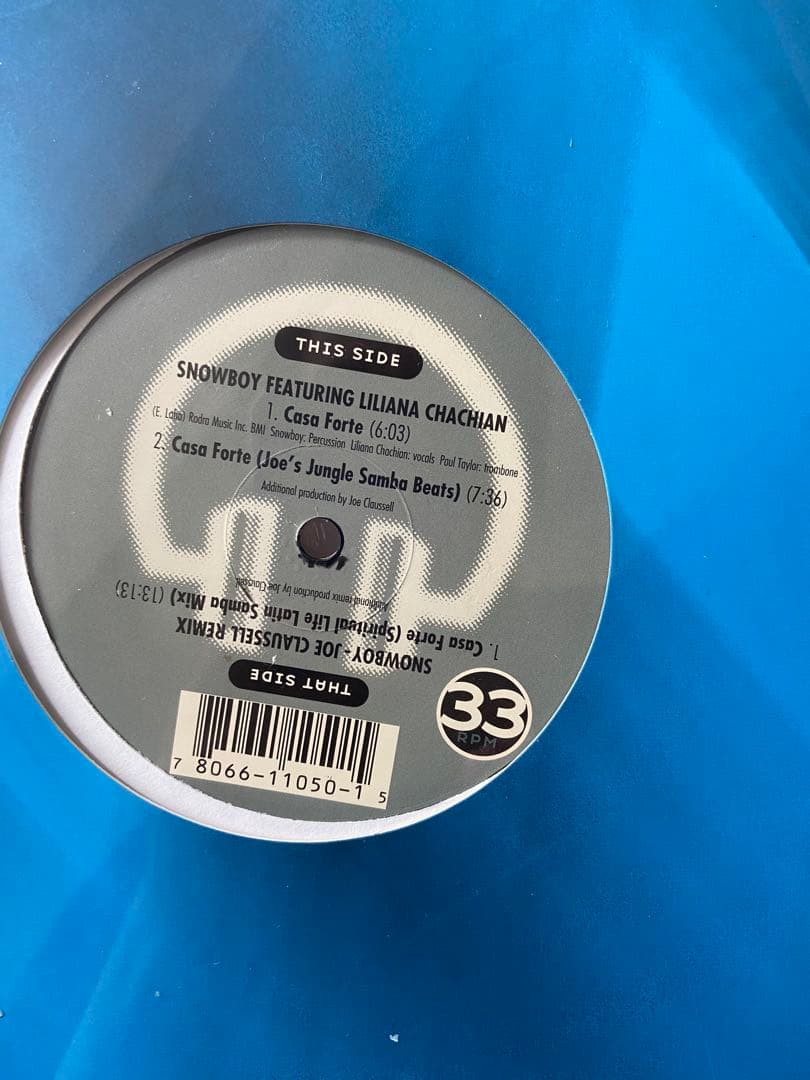 THIS SIDE
SNOWBOY FEATURING LILIANA CHACHIAN
1. Casa Forte (6:03)
(E. Lobo) Rodra Music Inc. BMI Snowboy: Percussion Liliana Chachian: vocals Paul Taylor: trombone
2. Casa Forte (Joe's Jungle Samba Beats) (7:36)
Additional production by Joe Claussell
THAT SIDE
SNOWBOY - JOE CLAUSSELL REMIX
1. Casa Forte (Spiritual Life Latin Samba Mix) (13:13)
Additional remix production by Joe Claussell
33
RPM
7 8066-11050-1 5